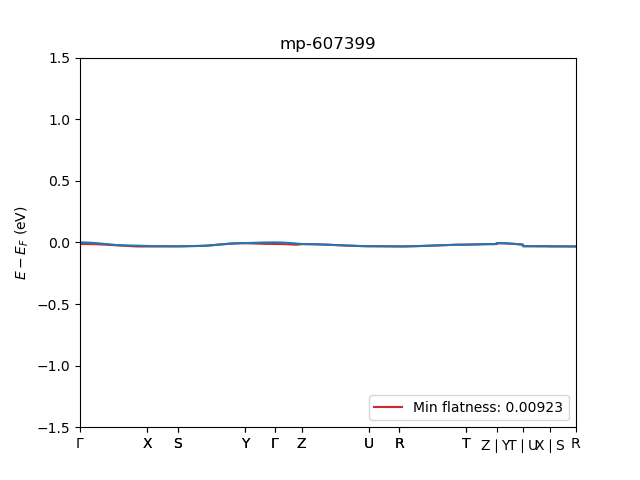 mp-607399
1.5
1.0
0.5
0.0
−0.5
−1.0
−1.5
E − E_F (eV)
Min flatness: 0.00923
Γ X S Y Γ Z U R T Z | Y T | U X | S R